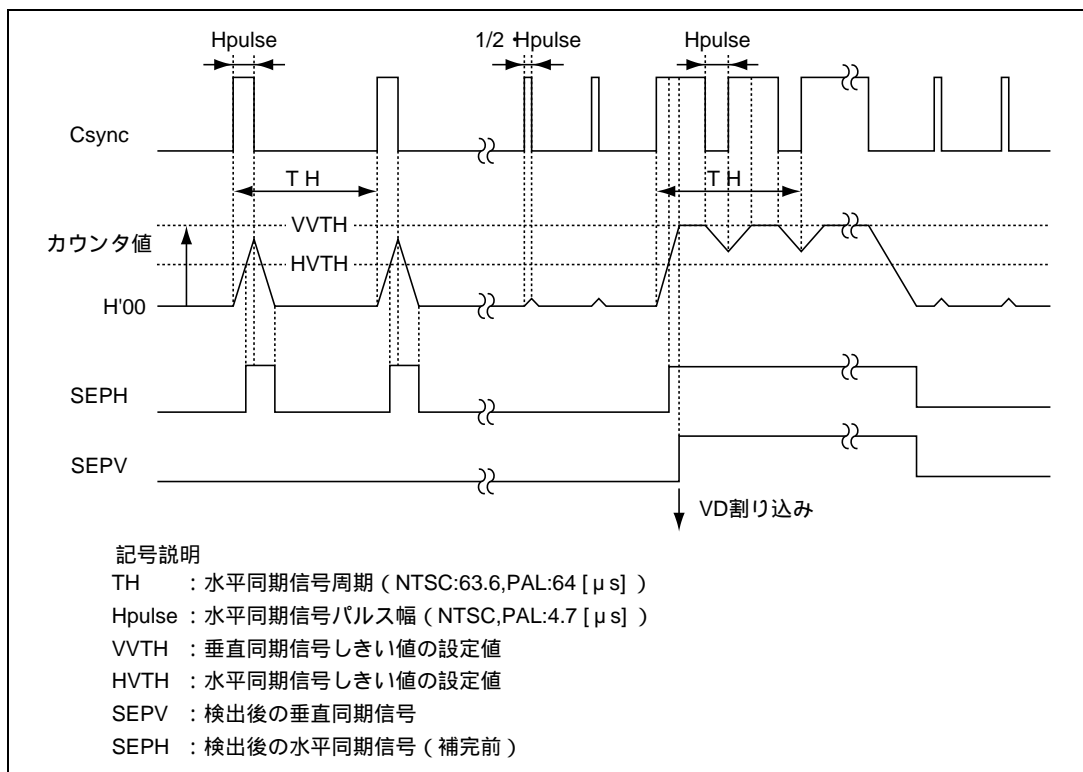 Hpulse 1/2・Hpulse Hpulse
Csync
TH TH
VVTH
カウンタ値
HVTH
H'00
SEPH
SEPV
VD割り込み
記号説明
TH ：水平同期信号周期（NTSC:63.6,PAL:64 [μs] ）
Hpulse ：水平同期信号パルス幅（NTSC,PAL:4.7 [μs] ）
VVTH ：垂直同期信号しきい値の設定値
HVTH ：水平同期信号しきい値の設定値
SEPV ：検出後の垂直同期信号
SEPH ：検出後の水平同期信号（補完前）